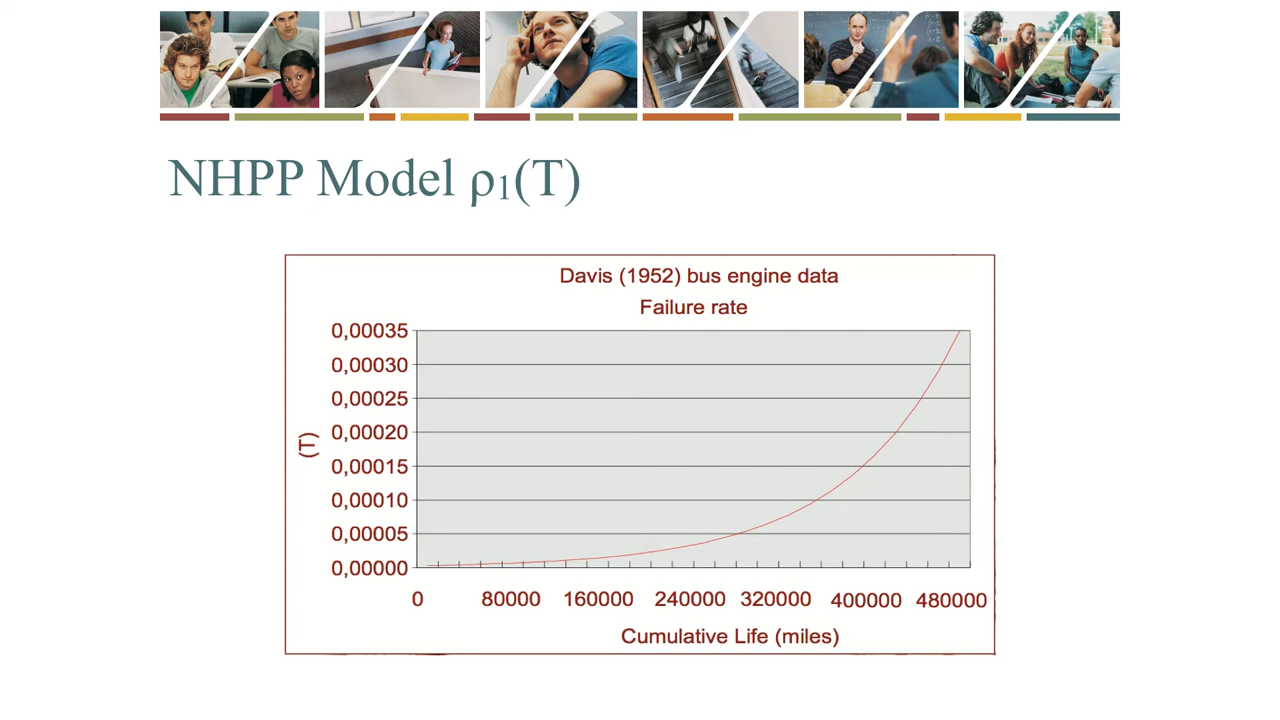 NHPP Model ρ₁(T)
Davis (1952) bus engine data
Failure rate
0,00035
0,00030
0,00025
0,00020
0,00015
0,00010
0,00005
0,00000
(T)
0 80000 160000 240000 320000 400000 480000
Cumulative Life (miles)